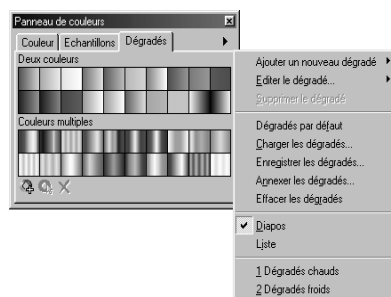 Panneau de couleurs
Couleur Echantillons Dégradés
Deux couleurs
Couleurs multiples
Ajouter un nouveau dégradé
Editer le dégradé...
Supprimer le dégradé
Dégradés par défaut
Charger les dégradés...
Enregistrer les dégradés...
Annexer les dégradés...
Effacer les dégradés
Diapos
Liste
1 Dégradés chauds
2 Dégradés froids